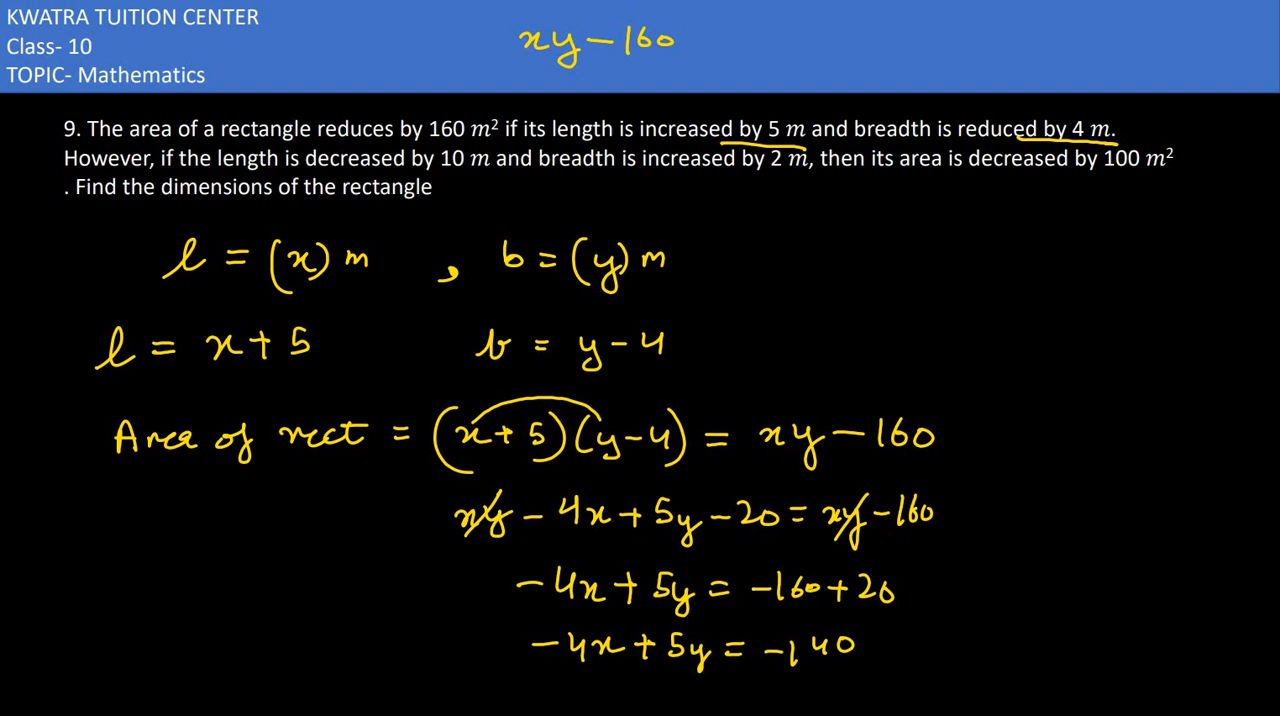 KWATRA TUITION CENTER
Class- 10
TOPIC- Mathematics
xy - 160
9. The area of a rectangle reduces by 160 m² if its length is increased by 5 m and breadth is reduced by 4 m.
However, if the length is decreased by 10 m and breadth is increased by 2 m, then its area is decreased by 100 m²
. Find the dimensions of the rectangle
l = (x) m , b = (y) m
l = x + 5 b = y - 4
Area of rect = (x + 5) (y - 4) = xy - 160
xy - 4x + 5y - 20 = xy - 160
- 4x + 5y = - 160 + 20
- 4x + 5y = - 140